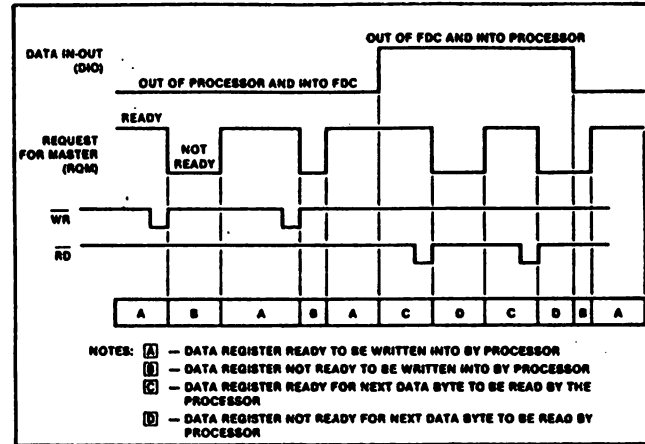 DATA IN-OUT
(DIO)
OUT OF FDC AND INTO PROCESSOR
OUT OF PROCESSOR AND INTO FDC
READY
REQUEST
FOR MASTER
(RQM)
NOT
READY
WR
RD
A B A B A C D C D B A
NOTES: A — DATA REGISTER READY TO BE WRITTEN INTO BY PROCESSOR
B — DATA REGISTER NOT READY TO BE WRITTEN INTO BY PROCESSOR
C — DATA REGISTER READY FOR NEXT DATA BYTE TO BE READ BY THE
PROCESSOR
D — DATA REGISTER NOT READY FOR NEXT DATA BYTE TO BE READ BY
PROCESSOR